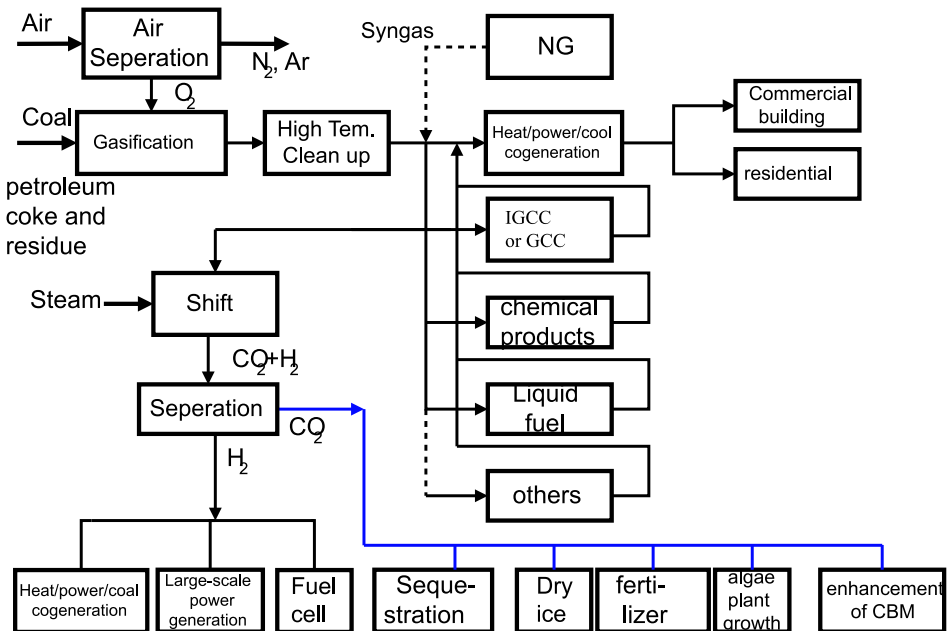 Air
Air
Seperation
N2, Ar
Syngas
NG
O2
Coal
Gasification
High Tem.
Clean up
Heat/power/cool
cogeneration
Commercial
building
residential
petroleum
coke and
residue
IGCC
or GCC
Steam
Shift
chemical
products
CO2+H2
Seperation
CO2
Liquid
fuel
H2
others
Heat/power/coal
cogeneration
Large-scale
power
generation
Fuel
cell
Seque-
stration
Dry
ice
ferti-
lizer
algae
plant
growth
enhancement
of CBM